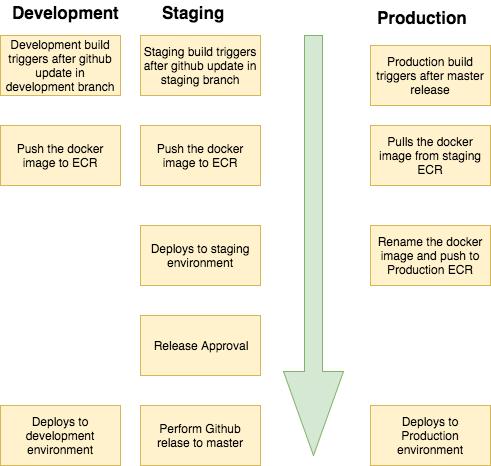 Development
Staging
Production
Development build
triggers after github
update in
development branch
Staging build triggers
after github update in
staging branch
Production build
triggers after master
release
Push the docker
image to ECR
Push the docker
image to ECR
Pulls the docker
image from staging
ECR
Deploys to staging
environment
Rename the docker
image and push to
Production ECR
Release Approval
Deploys to
development
environment
Perform Github
relase to master
Deploys to
Production
environment